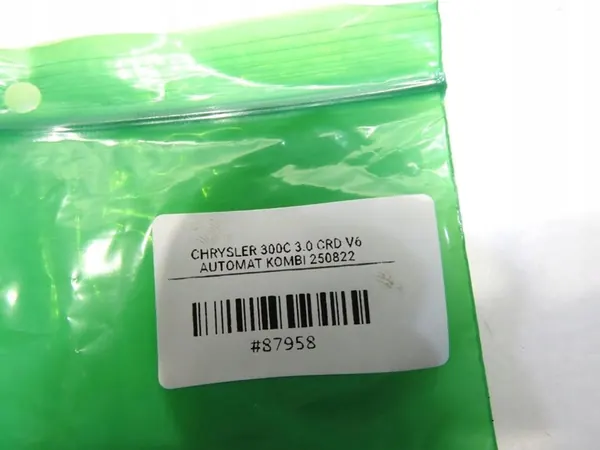 CHRYSLER 300C 3.0 CRD V6
AUTOMAT KOMBI 250822
#87958